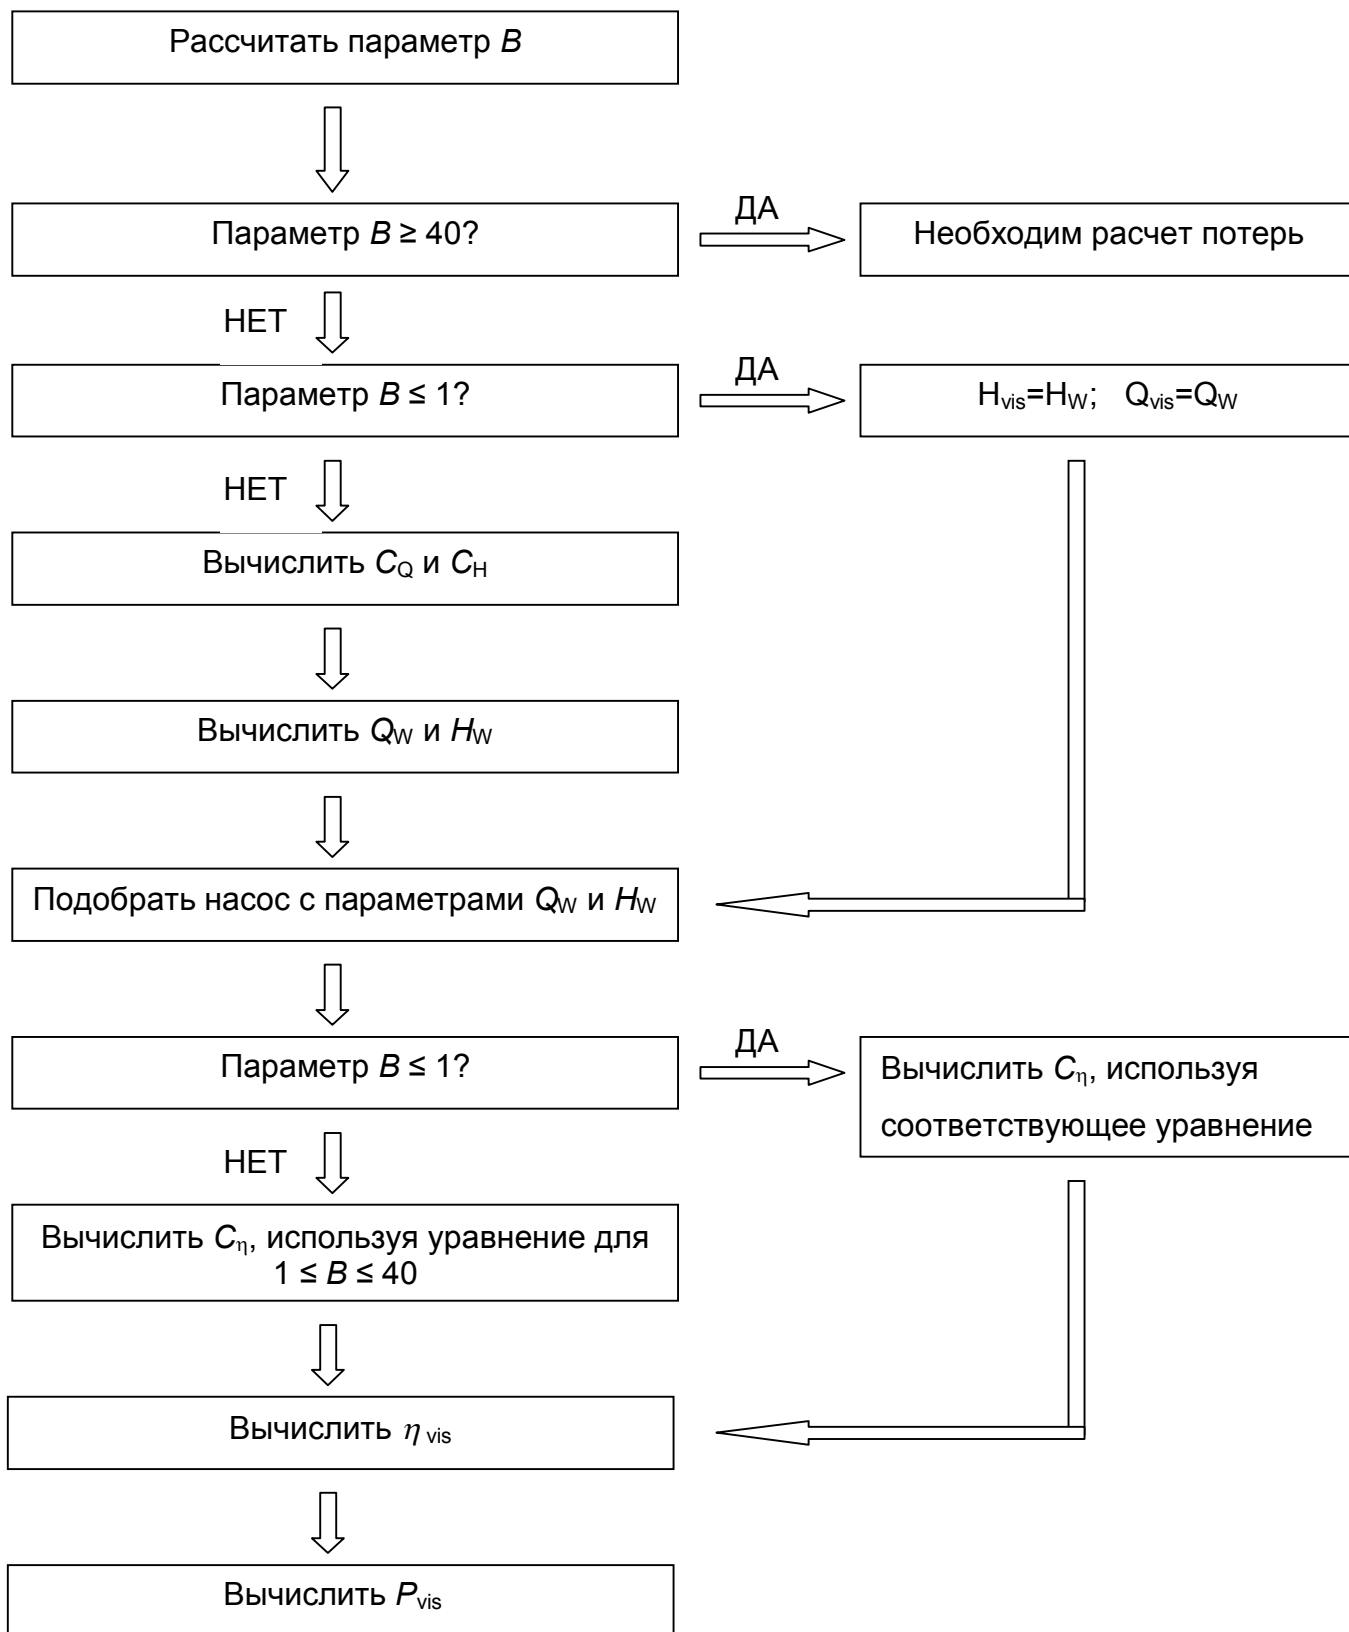 Рассчитать параметр B
Параметр B ≥ 40?
ДА
Необходим расчет потерь
НЕТ
Параметр B ≤ 1?
ДА
Hvis=HW; Qvis=QW
НЕТ
Вычислить CQ и CH
Вычислить QW и HW
Подобрать насос с параметрами QW и HW
Параметр B ≤ 1?
ДА
Вычислить Cη, используя
соответствующее уравнение
НЕТ
Вычислить Cη, используя уравнение для
1 ≤ B ≤ 40
Вычислить η vis
Вычислить Pvis